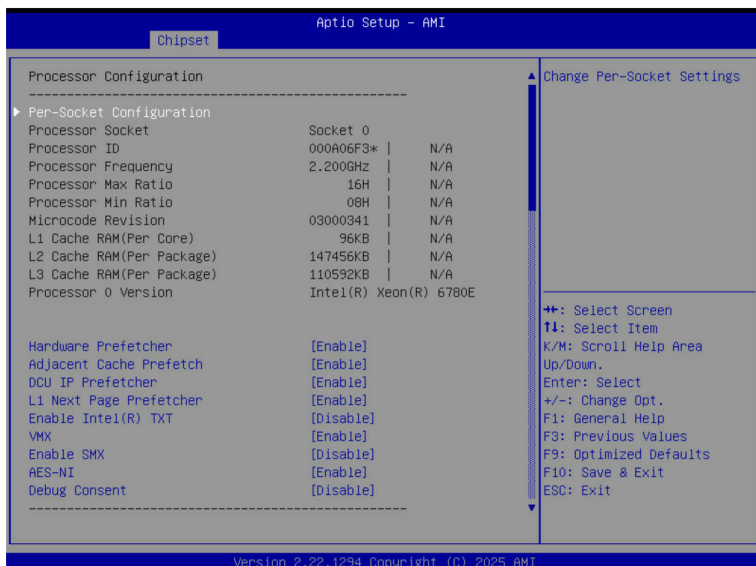 Aptio Setup – AMI
Chipset
Processor Configuration
--------------------------------------------------
Per-Socket Configuration
Processor Socket Socket 0
Processor ID 000A06F3* | N/A
Processor Frequency 2.200GHz | N/A
Processor Max Ratio 16H | N/A
Processor Min Ratio 08H | N/A
Microcode Revision 03000341 | N/A
L1 Cache RAM(Per Core) 96KB | N/A
L2 Cache RAM(Per Package) 147456KB | N/A
L3 Cache RAM(Per Package) 110592KB | N/A
Processor 0 Version Intel(R) Xeon(R) 6780E
Hardware Prefetcher [Enable]
Adjacent Cache Prefetch [Enable]
DCU IP Prefetcher [Enable]
L1 Next Page Prefetcher [Enable]
Enable Intel(R) TXT [Disable]
VMX [Enable]
Enable SMX [Disable]
AES-NI [Enable]
Debug Consent [Disable]
--------------------------------------------------
Change Per-Socket Settings
→←: Select Screen
↑↓: Select Item
K/M: Scroll Help Area
Up/Down.
Enter: Select
+/-: Change Opt.
F1: General Help
F3: Previous Values
F9: Optimized Defaults
F10: Save & Exit
ESC: Exit
Version 2.22.1294 Copyright (C) 2025 AMI